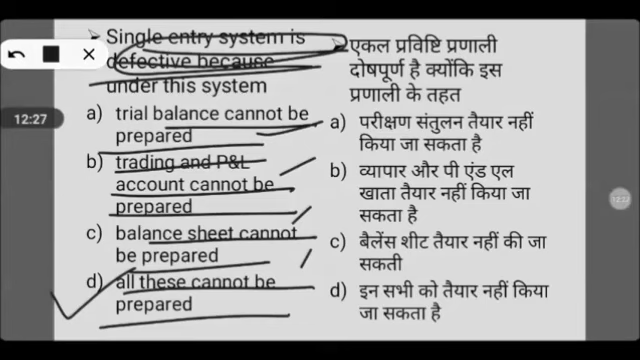 Single entry system is
defective because
under this system
a) trial balance cannot be
prepared
b) trading and P&L
account cannot be
prepared
c) balance sheet cannot
be prepared
d) all these cannot be
prepared
एकल प्रविष्टि प्रणाली
दोषपूर्ण है क्योंकि इस
प्रणाली के तहत
a) परीक्षण संतुलन तैयार नहीं
किया जा सकता है
b) व्यापार और पी एंड एल
खाता तैयार नहीं किया जा
सकता है
c) बैलेंस शीट तैयार नहीं की जा
सकती
d) इन सभी को तैयार नहीं किया
जा सकता है
12:27